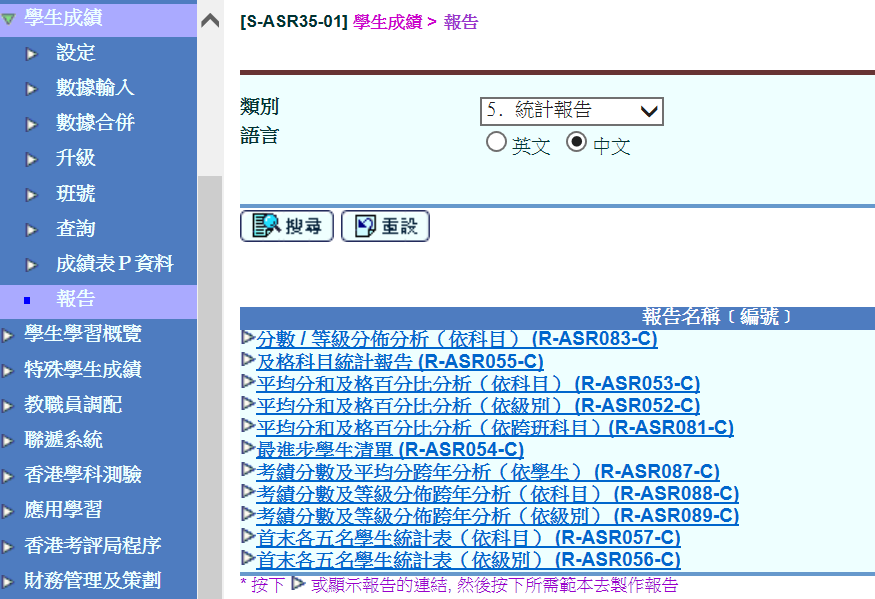 學生成績
設定
數據輸入
數據合併
升級
班號
查詢
成績表Ｐ資料
報告
學生學習概覽
特殊學生成績
教職員調配
聯遞系統
香港學科測驗
應用學習
香港考評局程序
財務管理及策劃
[S-ASR35-01] 學生成績 > 報告
類別
5. 統計報告
語言
英文 中文
搜尋 重設
報告名稱﹝編號﹞
分數 / 等級分佈分析（依科目） (R-ASR083-C)
及格科目統計報告 (R-ASR055-C)
平均分和及格百分比分析（依科目） (R-ASR053-C)
平均分和及格百分比分析（依級別） (R-ASR052-C)
平均分和及格百分比分析（依跨班科目）(R-ASR081-C)
最進步學生清單 (R-ASR054-C)
考績分數及平均分跨年分析（依學生） (R-ASR087-C)
考績分數及等級分佈跨年分析（依科目） (R-ASR088-C)
考績分數及等級分佈跨年分析（依級別） (R-ASR089-C)
首末各五名學生統計表（依科目） (R-ASR057-C)
首末各五名學生統計表（依級別） (R-ASR056-C)
* 按下 或顯示報告的連結, 然後按下所需範本去製作報告